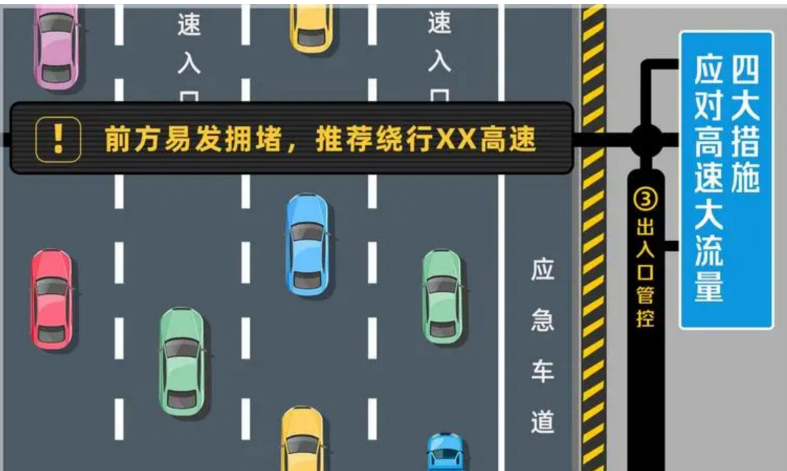 速入口
速入口
! 前方易发拥堵，推荐绕行XX高速
四大措施
应对高速大流量
③出入口管控
应急车道